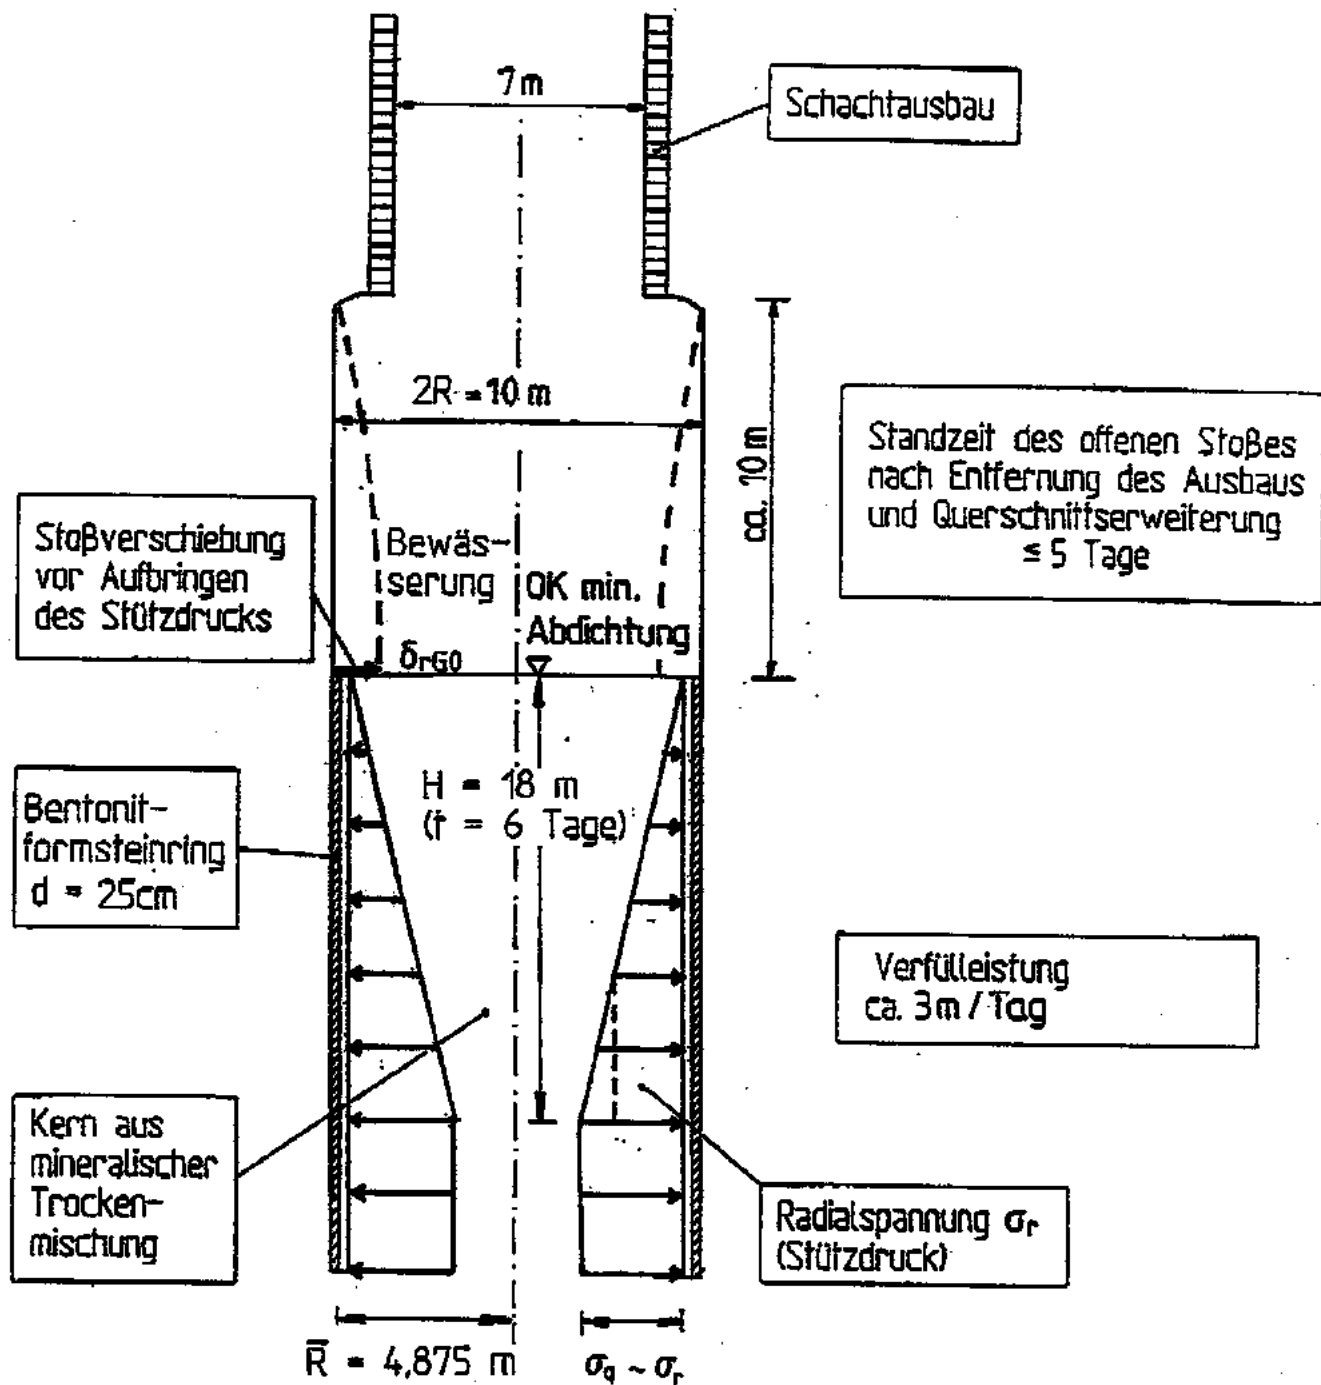 7 m
Schachtausbau
2R = 10 m
ca. 10 m
Standzeit des offenen Stoßes
nach Entfernung des Ausbaus
und Querschnittserweiterung
≤ 5 Tage
Stoßverschiebung
vor Aufbringen
des Stützdrucks
Bewäs-
serung
OK min.
Abdichtung
δrG0
H = 18 m
(t = 6 Tage)
Bentonit-
formsteinring
d = 25cm
Verfülleistung
ca. 3m / Tag
Kern aus
mineralischer
Trocken-
mischung
Radialspannung σr
(Stützdruck)
R̅ = 4,875 m
σq ~ σr